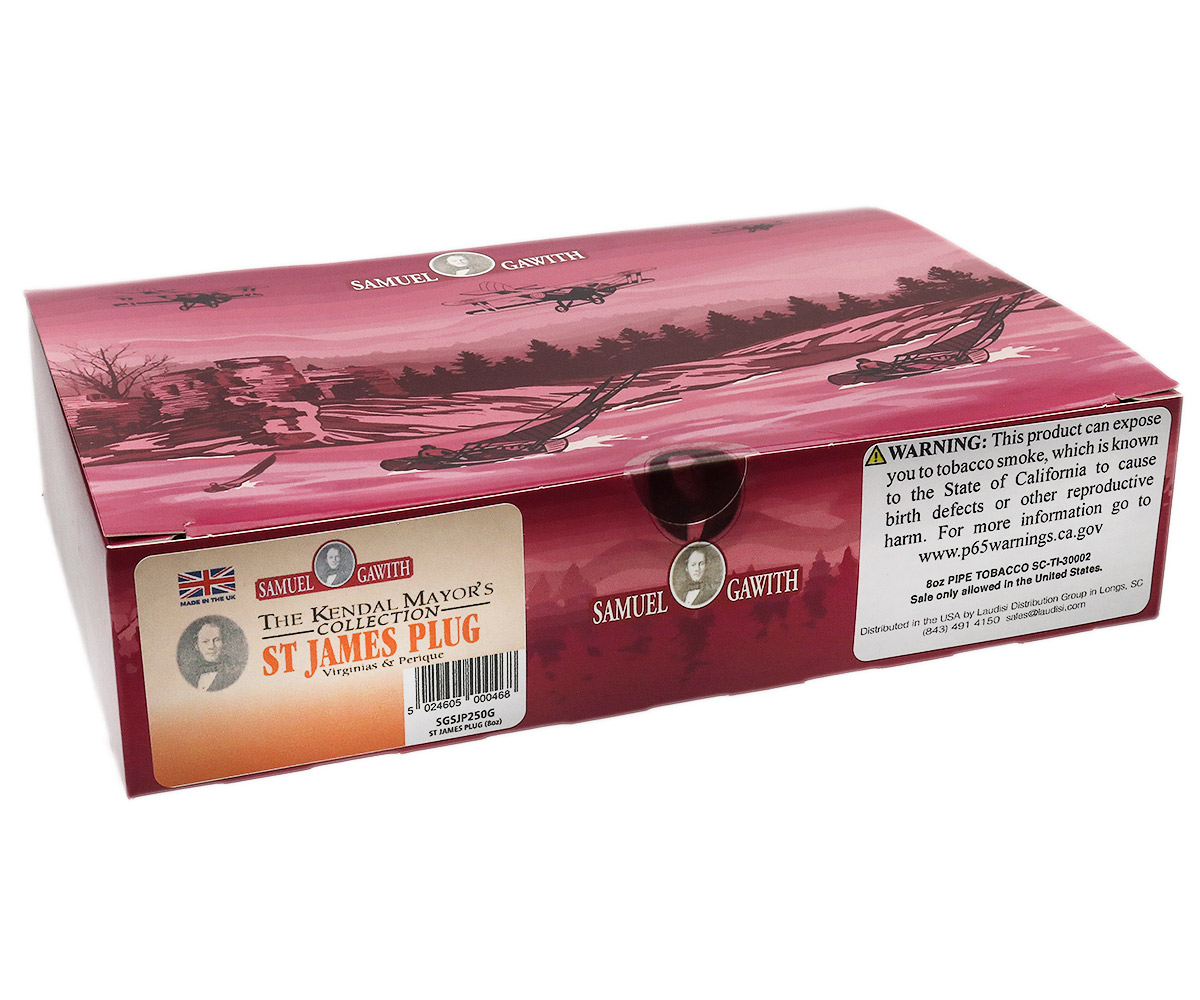 SAMUEL GAWITH
SAMUEL GAWITH
MADE IN THE UK
THE KENDAL MAYOR'S
COLLECTION
ST JAMES PLUG
Virginias & Perique
5 024605 000468
SGSJP250G
ST JAMES PLUG (8oz)
SAMUEL GAWITH
WARNING: This product can expose
you to tobacco smoke, which is known
to the State of California to cause
birth defects or other reproductive
harm. For more information go to
www.p65warnings.ca.gov
8oz PIPE TOBACCO SC-TI-30002
Sale only allowed in the United States.
Distributed in the USA by Laudisi Distribution Group in Longs, SC
(843) 491 4150 sales@laudisi.com